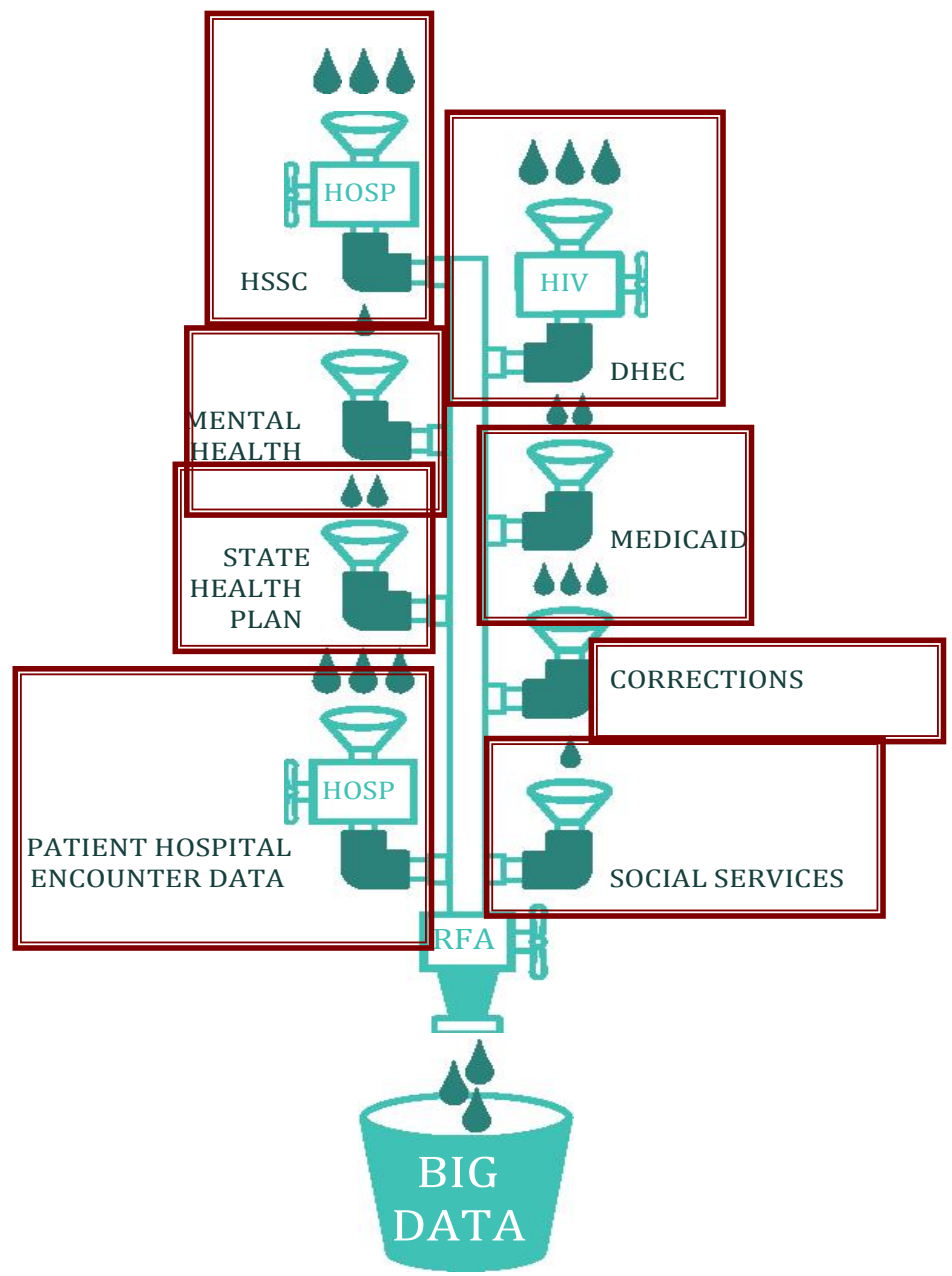 HOSP
HSSC
HIV
DHEC
MENTAL
HEALTH
MEDICAID
STATE
HEALTH
PLAN
CORRECTIONS
HOSP
PATIENT HOSPITAL
ENCOUNTER DATA
SOCIAL SERVICES
RFA
BIG
DATA